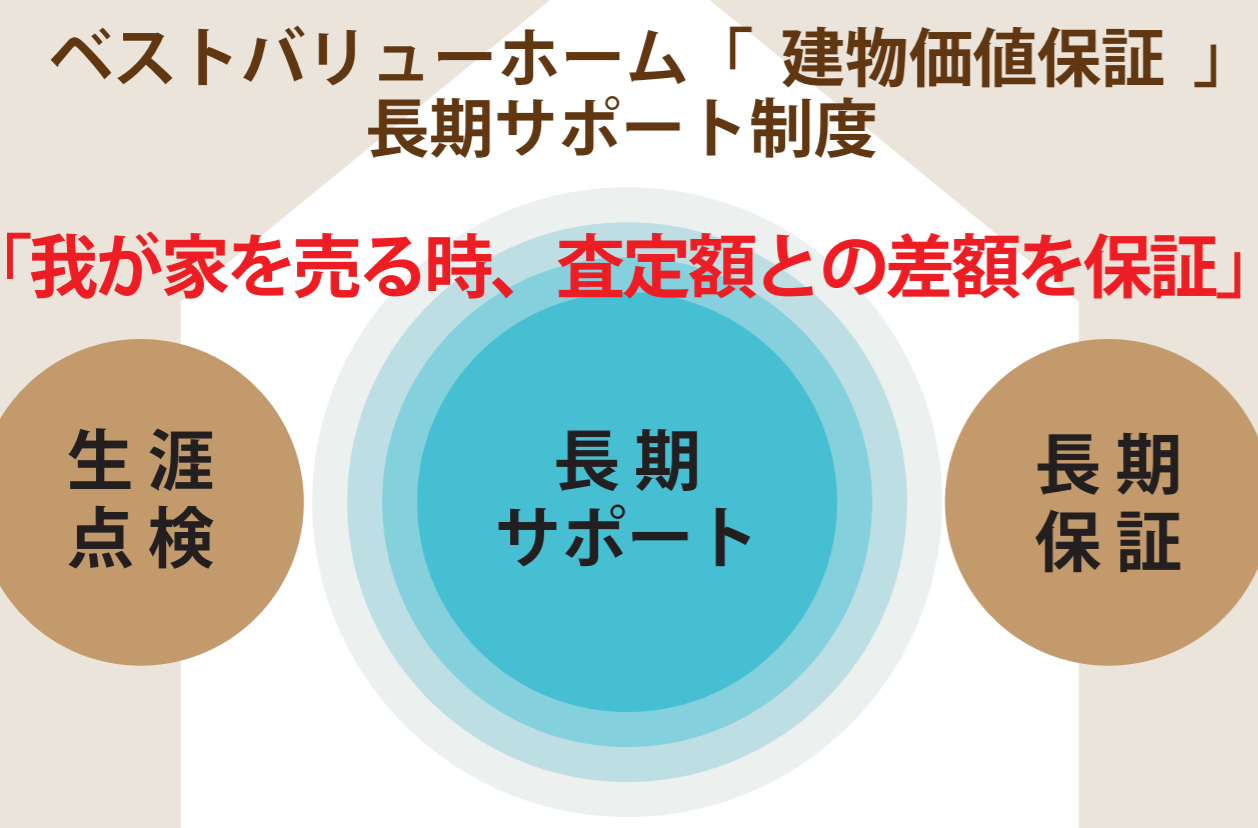 ベストバリューホーム「 建物価値保証 」
長期サポート制度
「我が家を売る時、査定額との差額を保証」
生涯
点検
長期
サポート
長期
保証